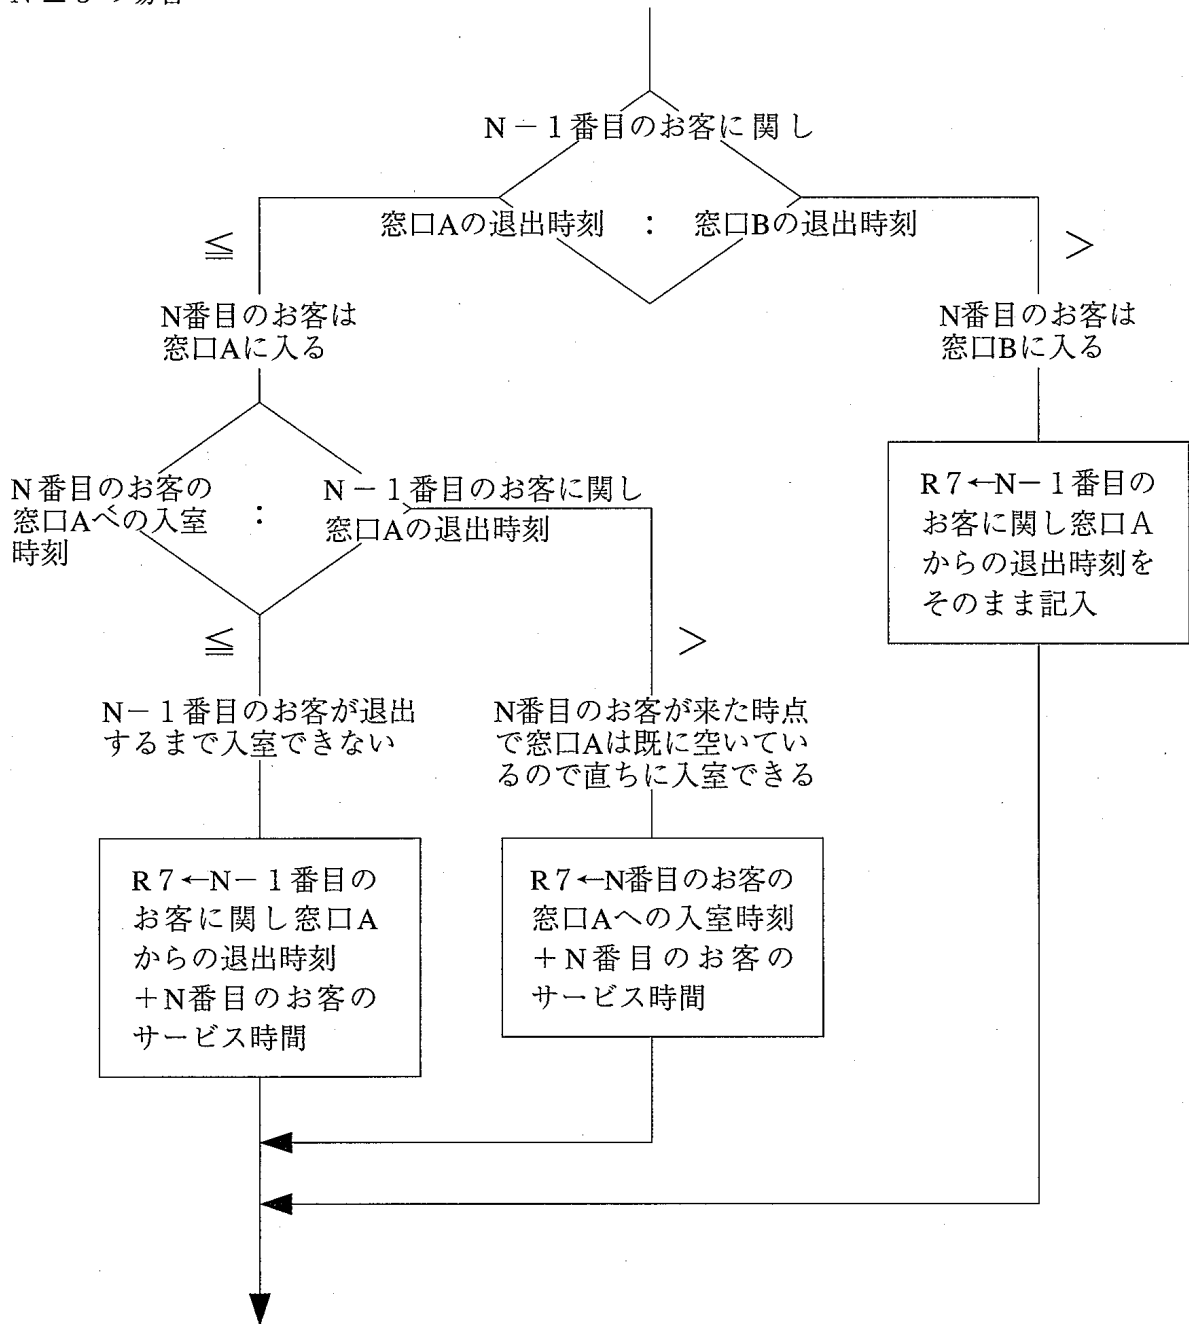 N－１番目のお客に関し
窓口Aの退出時刻 ： 窓口Bの退出時刻
≦
＞
N番目のお客は
窓口Aに入る
N番目のお客は
窓口Bに入る
N番目のお客の
窓口Aへの入室
時刻
：
N－１番目のお客に関し
窓口Aの退出時刻
R７←N－１番目の
お客に関し窓口A
からの退出時刻を
そのまま記入
≦
＞
N－１番目のお客が退出
するまで入室できない
N番目のお客が来た時点
で窓口Aは既に空いてい
るので直ちに入室できる
R７←N－１番目の
お客に関し窓口A
からの退出時刻
＋N番目のお客の
サービス時間
R７←N番目のお客の
窓口Aへの入室時刻
＋N番目のお客の
サービス時間